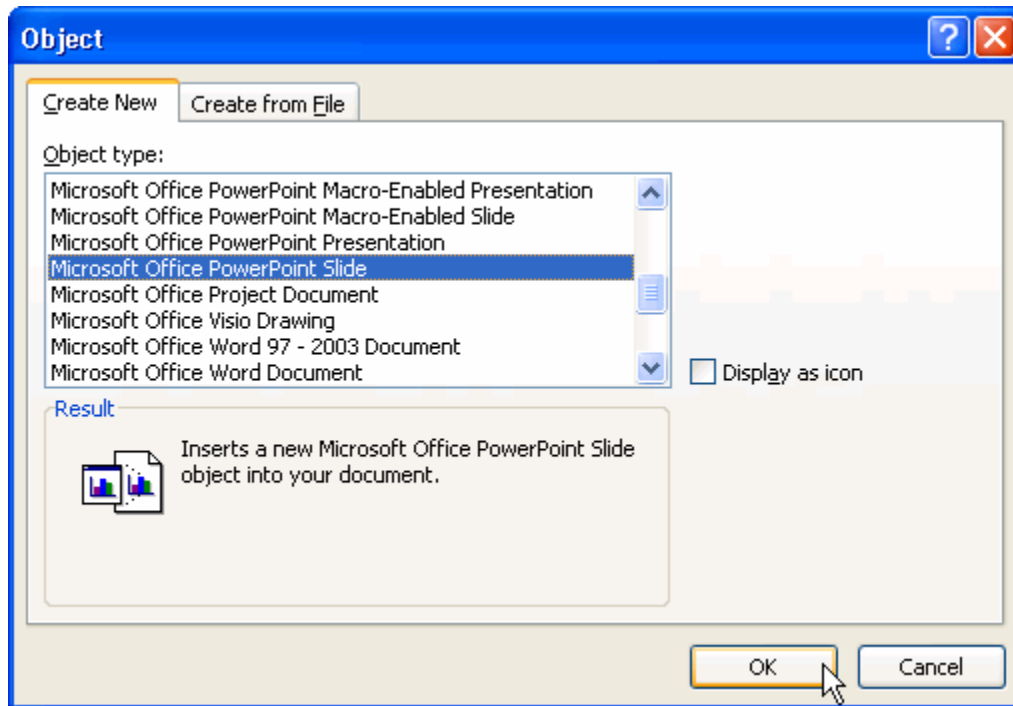 Object
Create New
Create from File
Object type:
Microsoft Office PowerPoint Macro-Enabled Presentation
Microsoft Office PowerPoint Macro-Enabled Slide
Microsoft Office PowerPoint Presentation
Microsoft Office PowerPoint Slide
Microsoft Office Project Document
Microsoft Office Visio Drawing
Microsoft Office Word 97 - 2003 Document
Microsoft Office Word Document
Display as icon
Result
Inserts a new Microsoft Office PowerPoint Slide
object into your document.
OK
Cancel